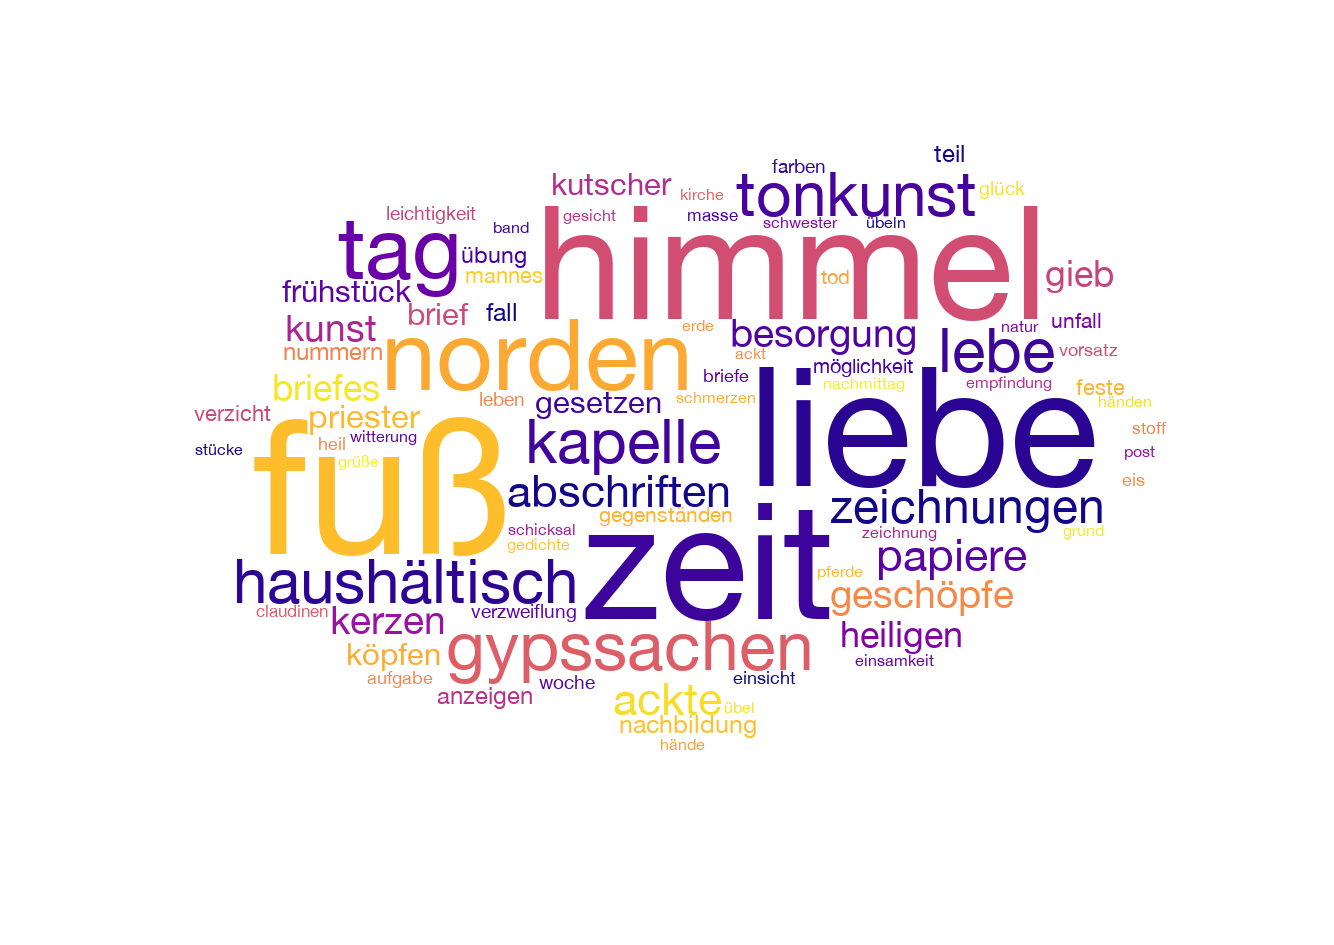 teil
farben
kutscher
tonkunst
glück
kirche
leichtigkeit
gesicht
masse
schwester
übeln
band
himmel
tag
übung
mannes
tod
gieb
frühstück
brief
fall
kunst
erde
besorgung
natur
unfall
nummern
norden
ackt
lebe
vorsatz
möglichkeit
briefe
nachmittag
empfindung
feste
briefes
leben
gesetzen
schmerzen
händen
verzicht
priester
liebe
stoff
heil
witterung
kapelle
stücke
post
grüße
fuß
eis
abschriften
zeichnungen
gegenständen
schicksal
zeichnung
grund
gedichte
zeit
papiere
pferde
haushältisch
geschöpfe
claudinen
kerzen
verzweiflung
heiligen
köpfen
gypssachen
einsamkeit
aufgabe
woche
einsicht
anzeigen
ackte
übel
nachbildung
hände